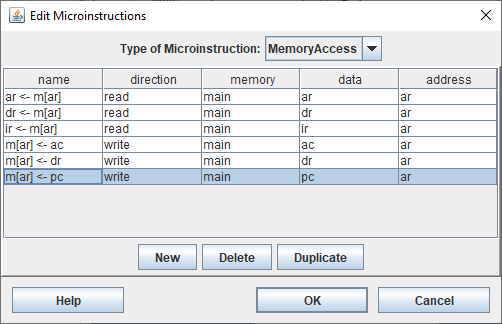 Edit Microinstructions
Type of Microinstruction: MemoryAccess
name direction memory data address
ar <- m[ar] read main ar ar
dr <- m[ar] read main dr ar
ir <- m[ar] read main ir ar
m[ar] <- ac write main ac ar
m[ar] <- dr write main dr ar
m[ar] <- pc write main pc ar
New Delete Duplicate
Help OK Cancel